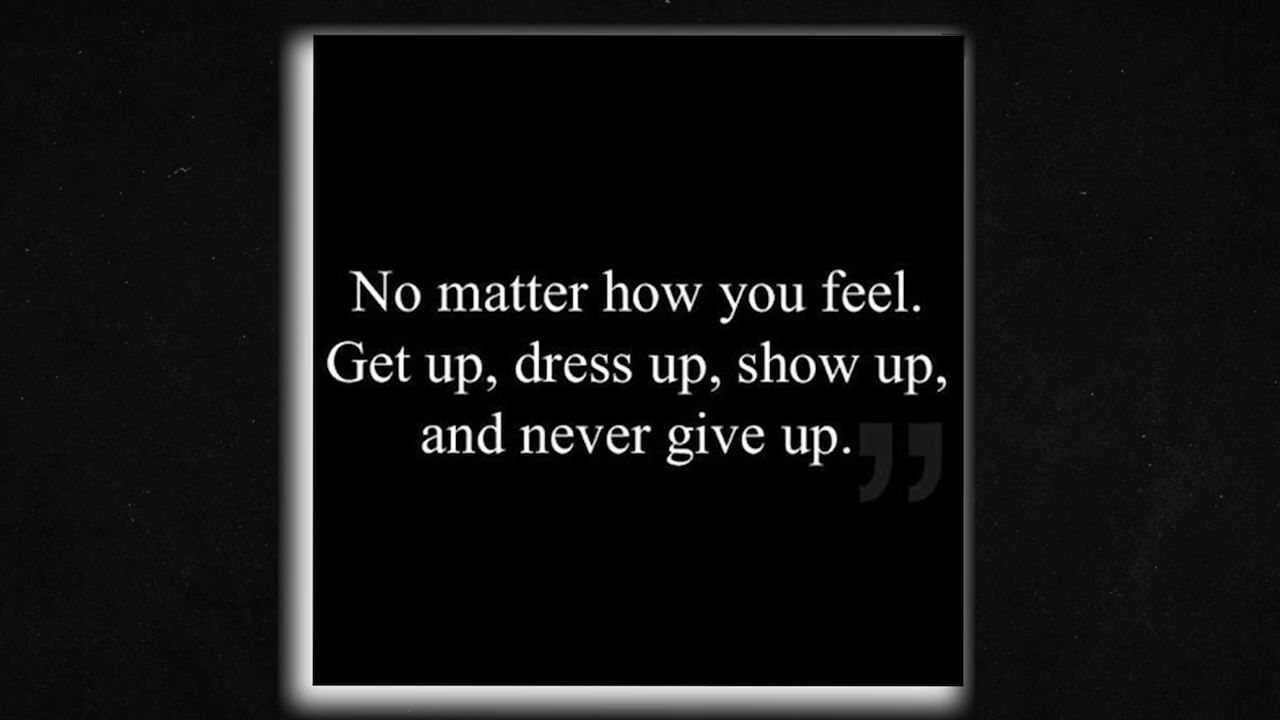 No matter how you feel.
Get up, dress up, show up,
and never give up.
”